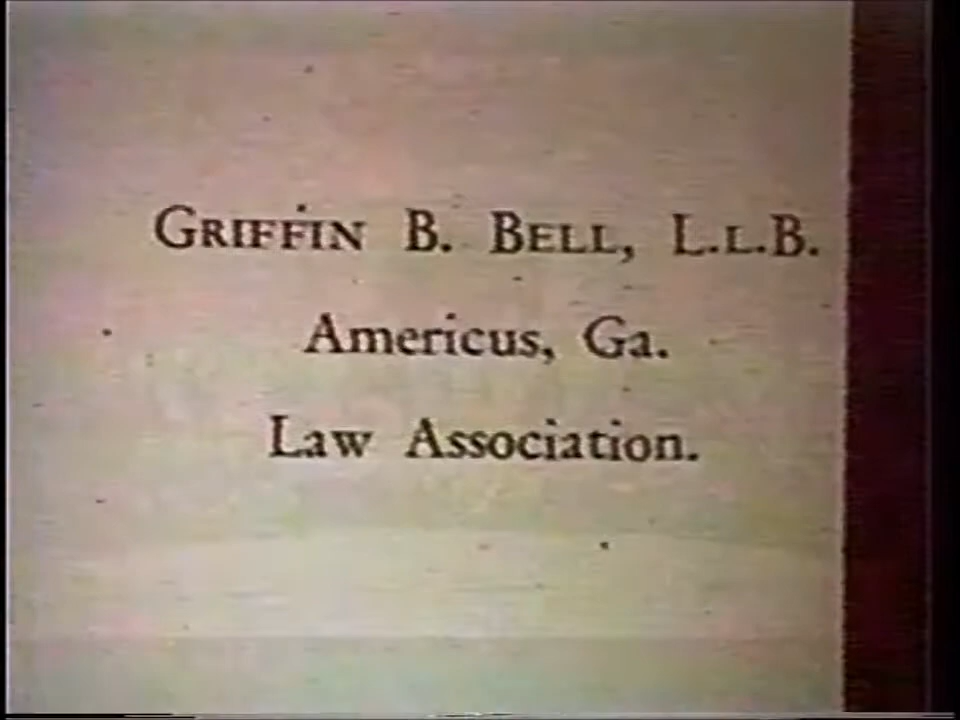 GRIFFIN B. BELL, L.L.B.
Americus, Ga.
Law Association.